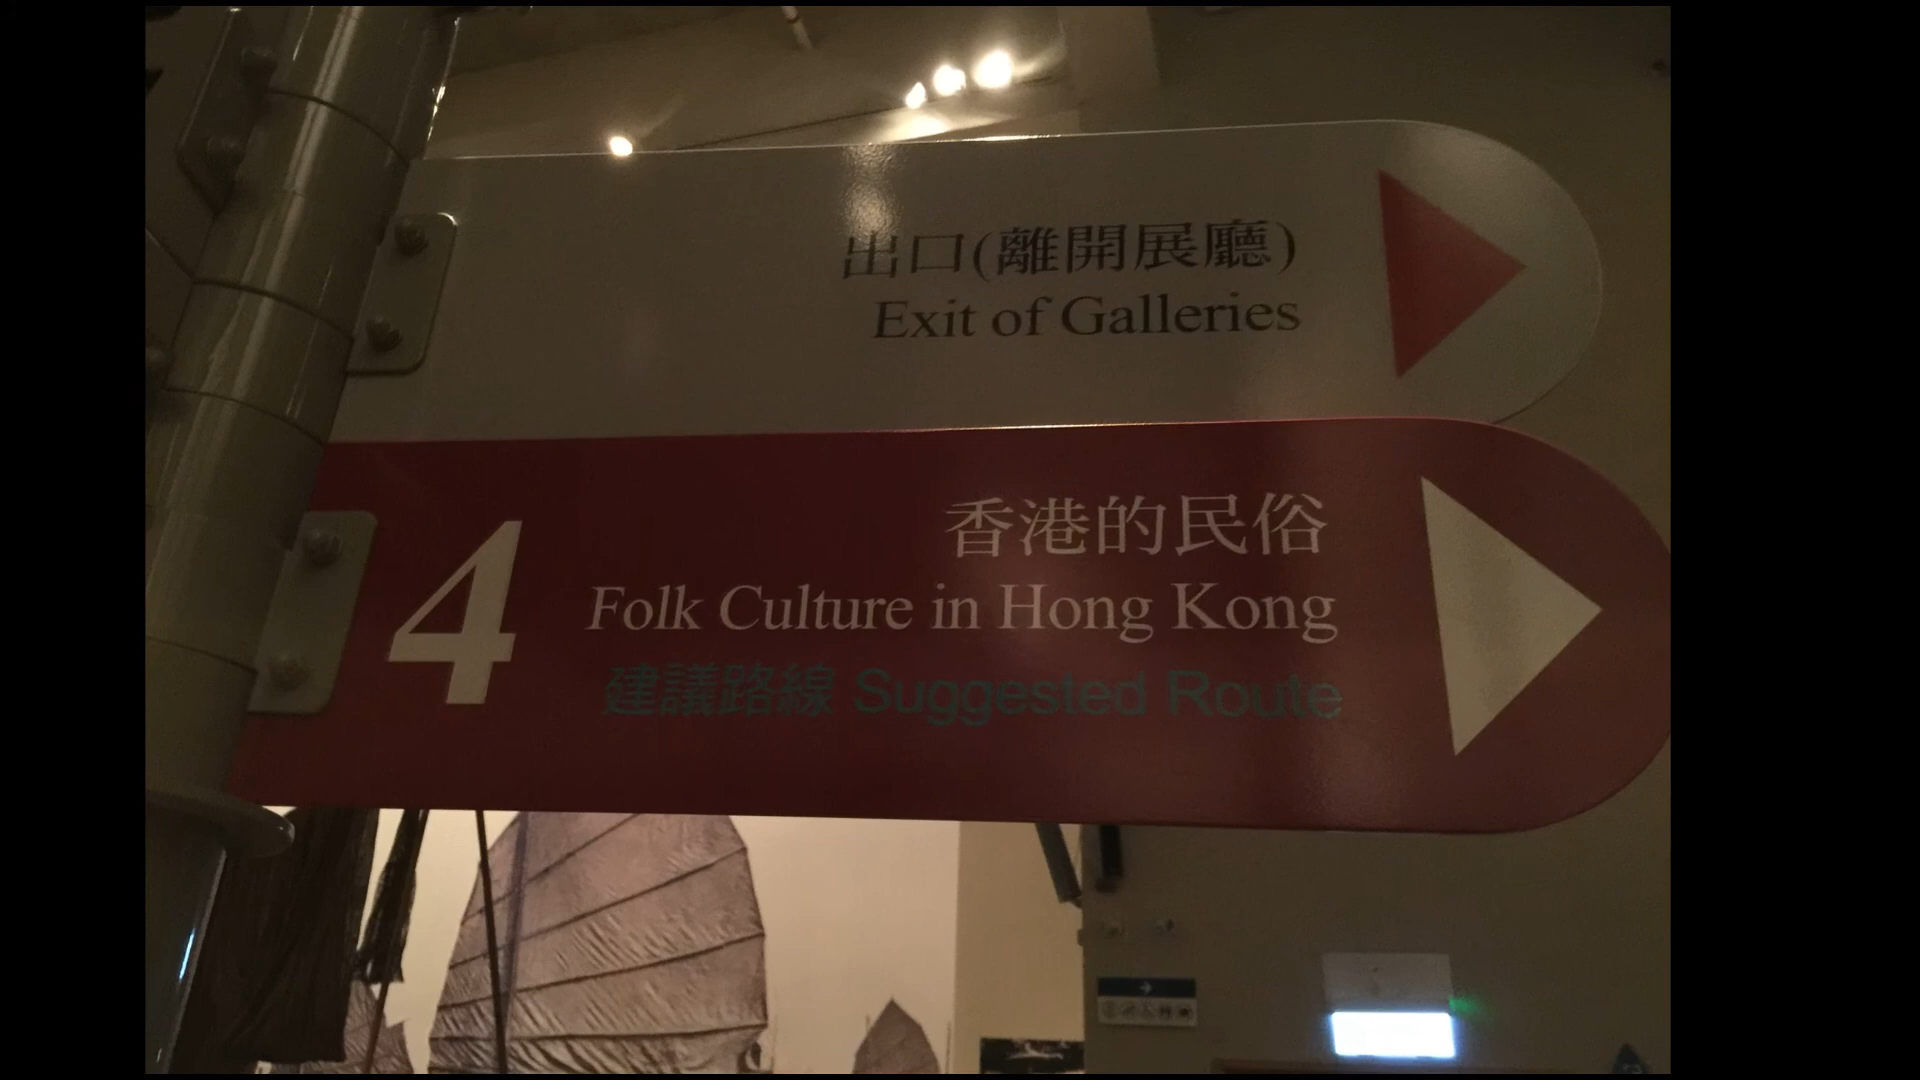 出口(離開展廳)
Exit of Galleries
4
香港的民俗
Folk Culture in Hong Kong
建議路線 Suggested Route